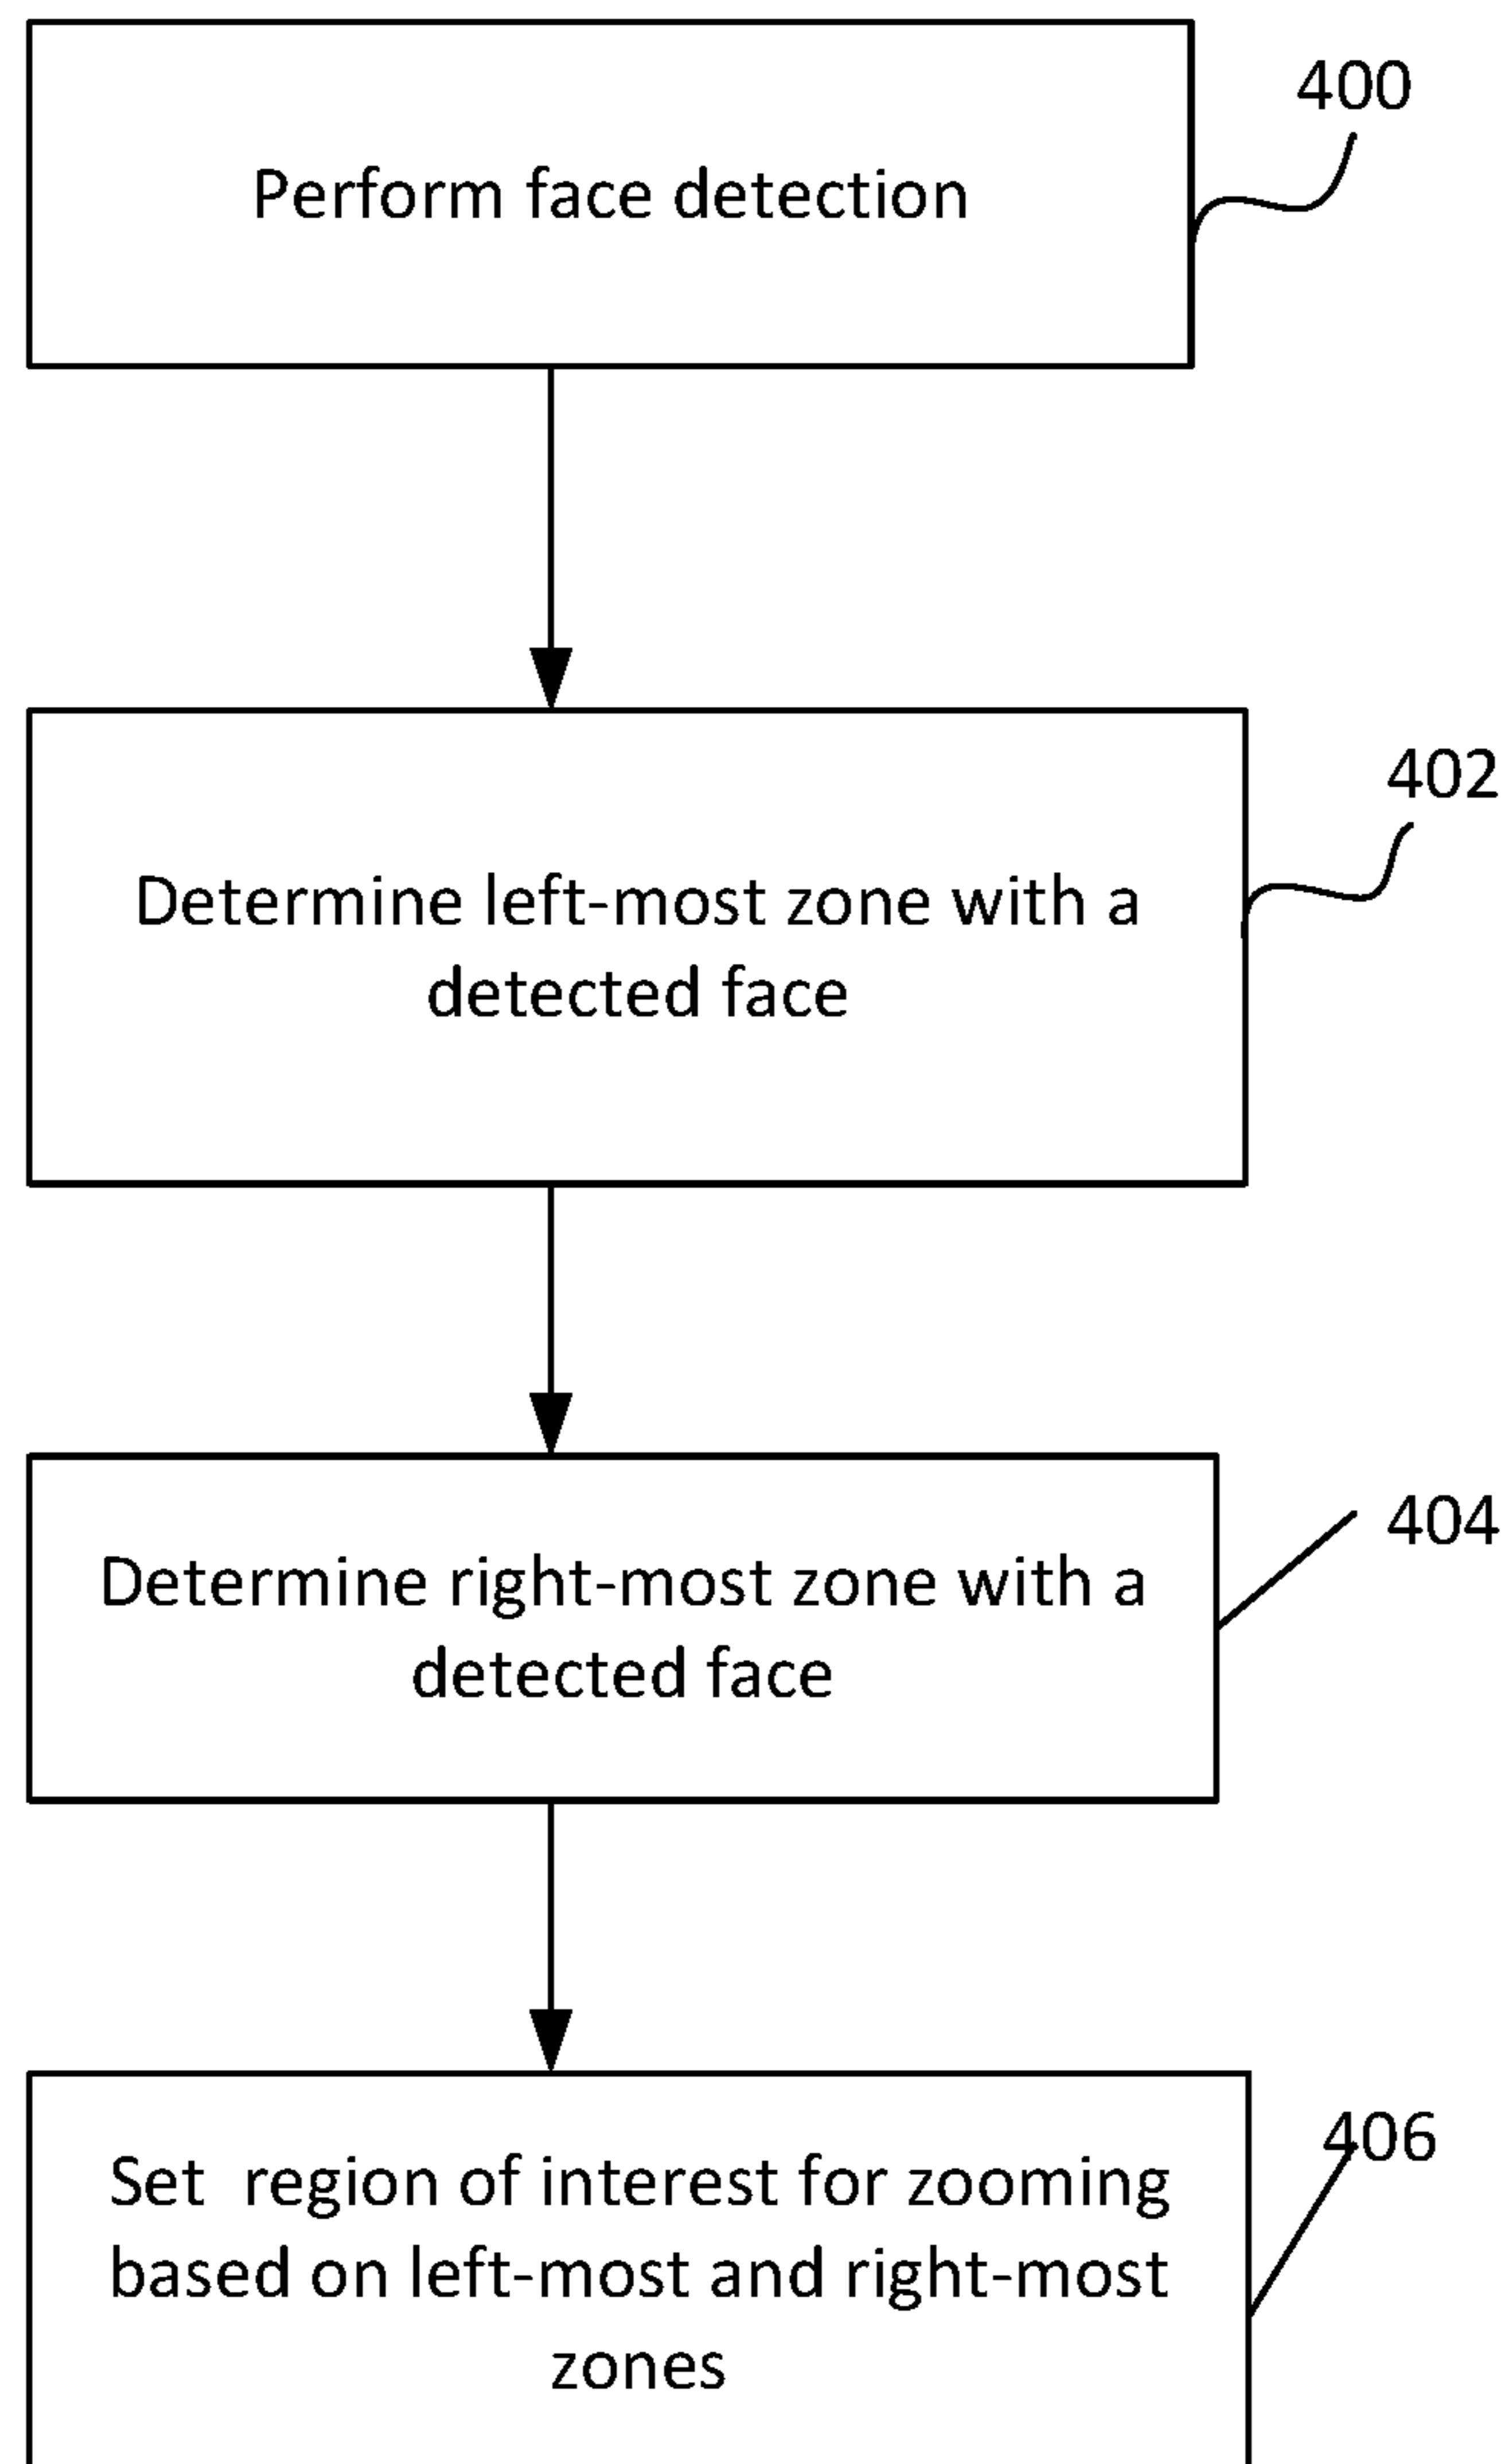 400
Perform face detection
402
Determine left-most zone with a
detected face
404
Determine right-most zone with a
detected face
406
Set  region of interest for zooming
based on left-most and right-most
zones